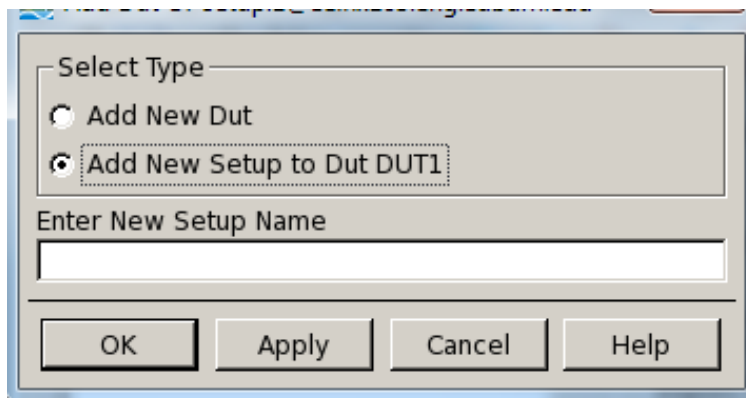 Select Type
Add New Dut
Add New Setup to Dut DUT1
Enter New Setup Name
OK Apply Cancel Help